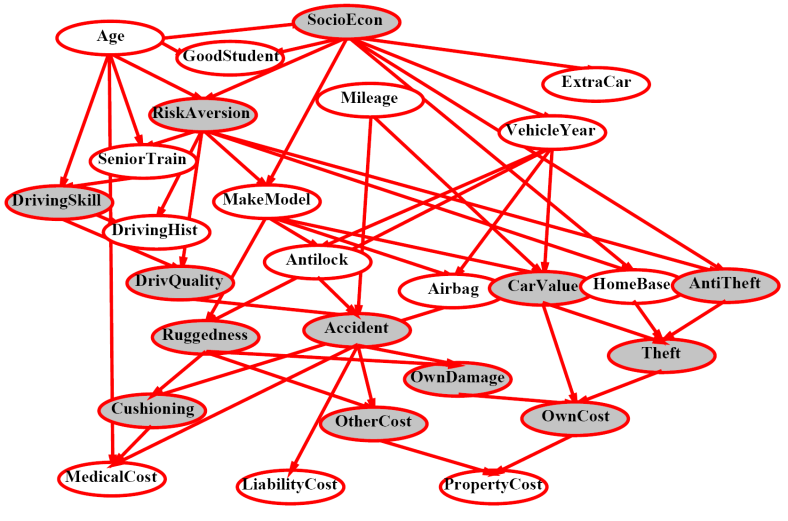 SocioEcon
Age
GoodStudent
ExtraCar
Mileage
RiskAversion
VehicleYear
SeniorTrain
DrivingSkill
MakeModel
DrivingHist
Antilock
DrivQuality
Airbag
CarValue
HomeBase
AntiTheft
Ruggedness
Accident
Theft
OwnDamage
Cushioning
OtherCost
OwnCost
MedicalCost
LiabilityCost
PropertyCost